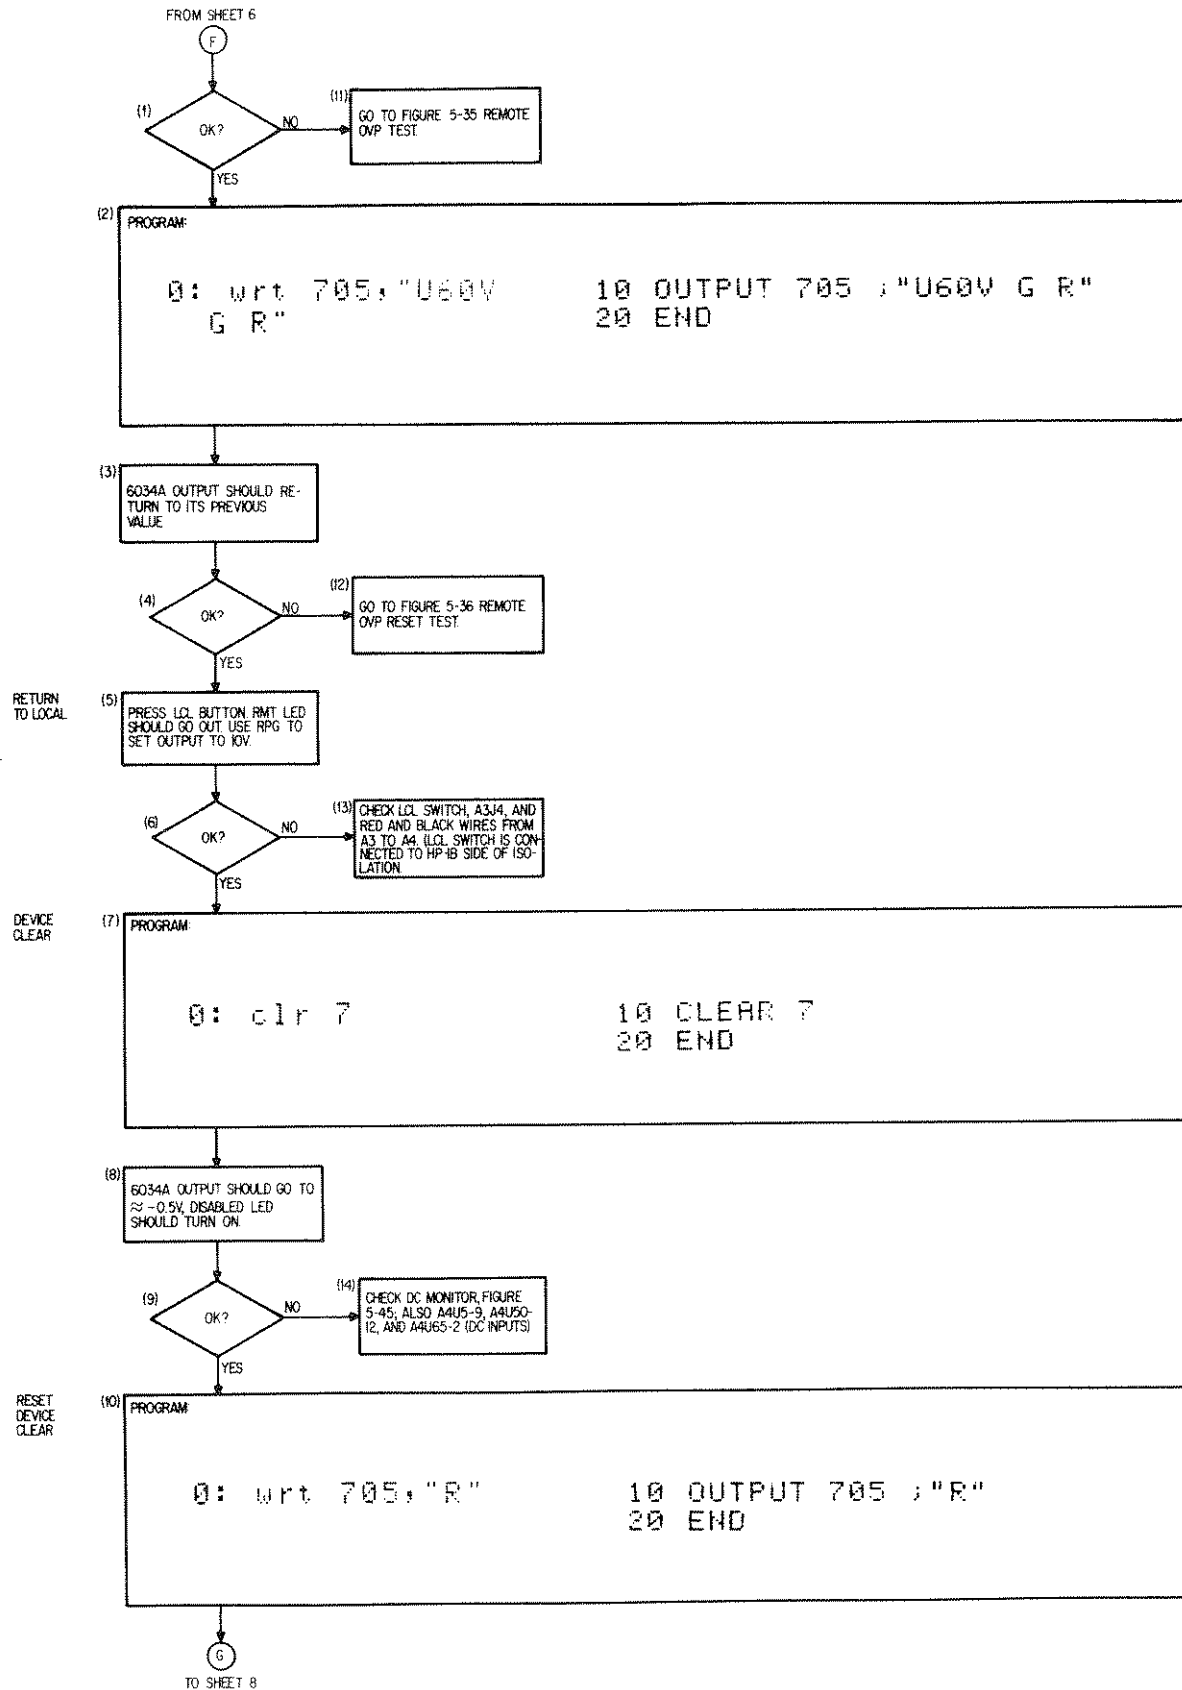 FROM SHEET 6
F
(1)
OK?
NO
(11)
GO TO FIGURE 5-35 REMOTE
OVP TEST.
YES
(2)
PROGRAM:
0: wrt 705,"U60V
G R"
10 OUTPUT 705 ;"U60V G R"
20 END
(3)
6034A OUTPUT SHOULD RE-
TURN TO ITS PREVIOUS
VALUE
(4)
OK?
NO
(12)
GO TO FIGURE 5-36 REMOTE
OVP RESET TEST.
YES
RETURN
TO LOCAL
(5)
PRESS LCL BUTTON. RMT LED
SHOULD GO OUT. USE RPG TO
SET OUTPUT TO 10V.
(6)
OK?
NO
(13)
CHECK LCL SWITCH, A3J4, AND
RED AND BLACK WIRES FROM
A3 TO A4. (LCL SWITCH IS CON-
NECTED TO HP-IB SIDE OF ISO-
LATION.
YES
DEVICE
CLEAR
(7)
PROGRAM:
0: clr 7
10 CLEAR 7
20 END
(8)
6034A OUTPUT SHOULD GO TO
≈ -0.5V, DISABLED LED
SHOULD TURN ON.
(9)
OK?
NO
(14)
CHECK DC MONITOR, FIGURE
5-45; ALSO A4U5-9, A4U50-
12, AND A4U65-2 (DC INPUTS)
YES
RESET
DEVICE
CLEAR
(10)
PROGRAM:
0: wrt 705,"R"
10 OUTPUT 705 ;"R"
20 END
G
TO SHEET 8